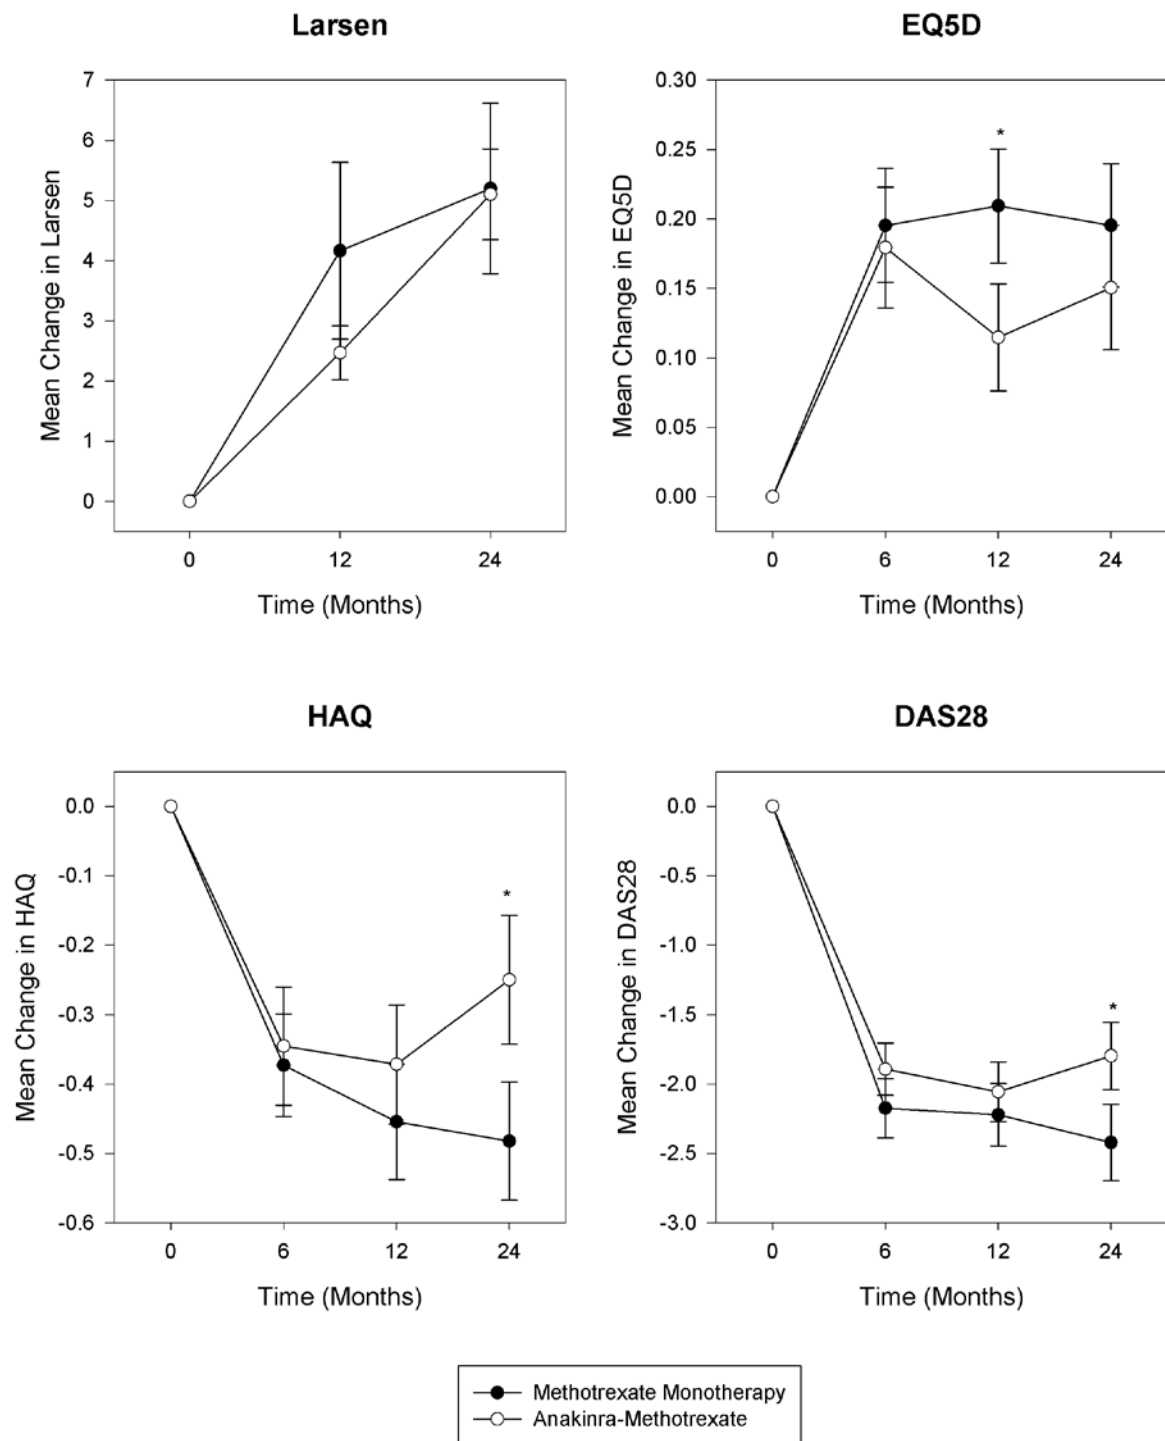 Larsen
EQ5D
7
6
5
4
3
2
1
0
Mean Change in Larsen
0 12 24
Time (Months)
0.30
0.25
0.20
0.15
0.10
0.05
0.00
Mean Change in EQ5D
*
0 6 12 24
Time (Months)
HAQ
DAS28
0.0
-0.1
-0.2
-0.3
-0.4
-0.5
-0.6
Mean Change in HAQ
*
0 6 12 24
Time (Months)
0.0
-0.5
-1.0
-1.5
-2.0
-2.5
-3.0
Mean Change in DAS28
*
0 6 12 24
Time (Months)
Methotrexate Monotherapy
Anakinra-Methotrexate